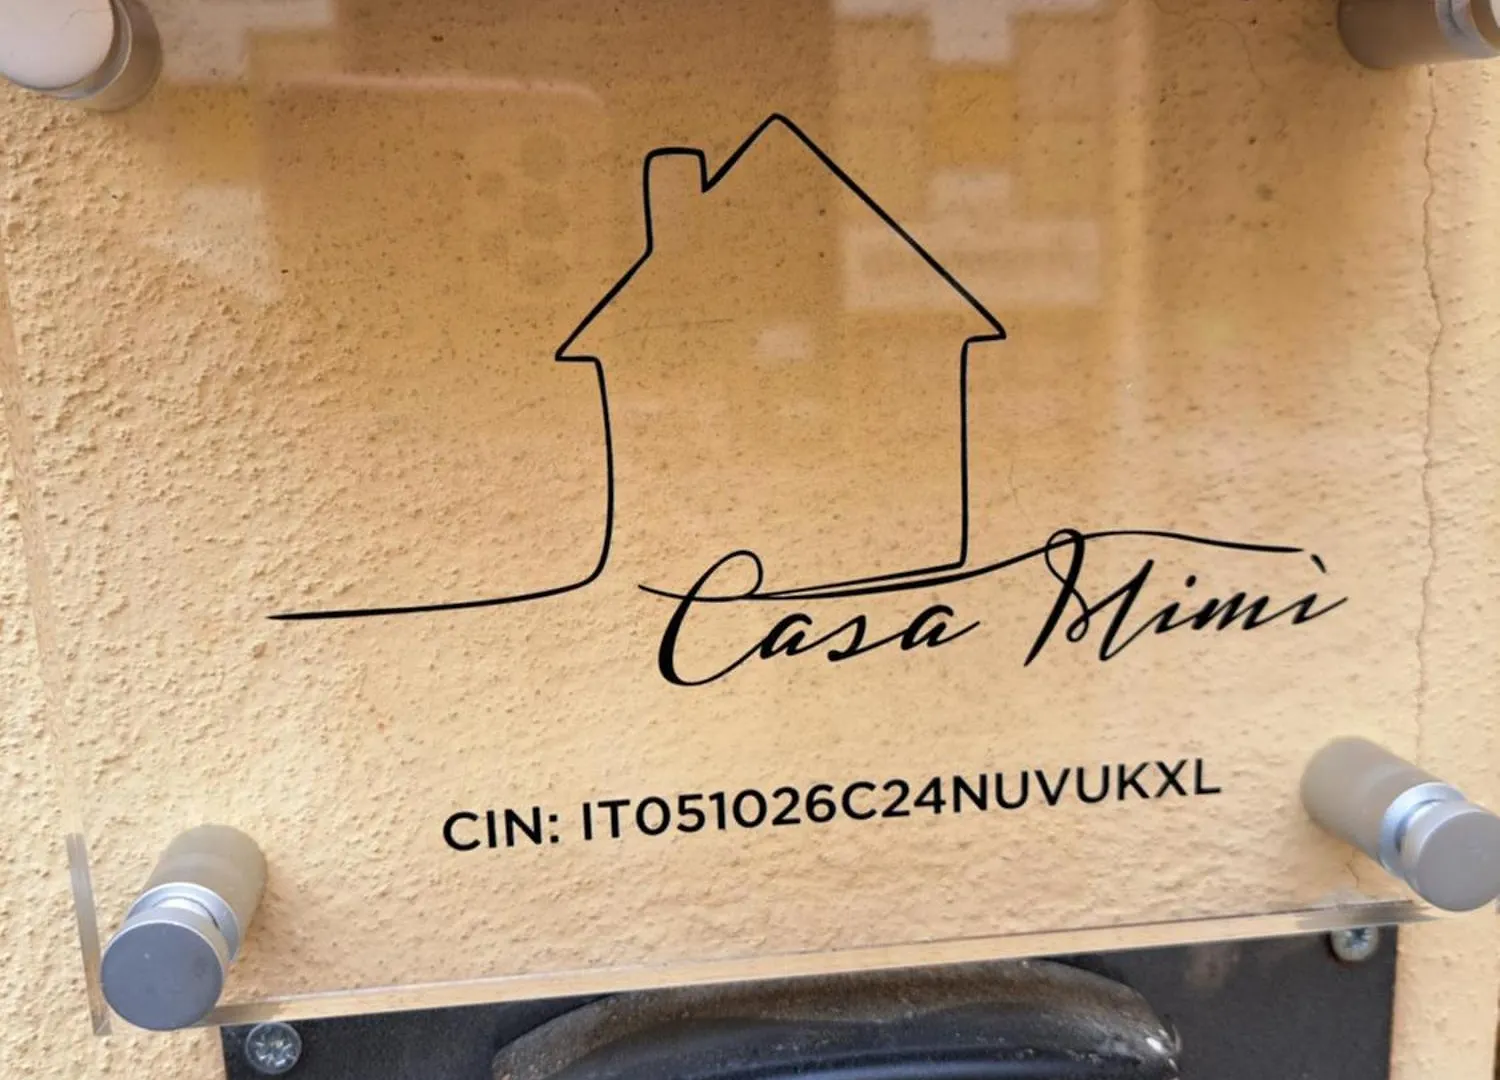 Casa Mimì
CIN: IT051026C24NUVUKXL